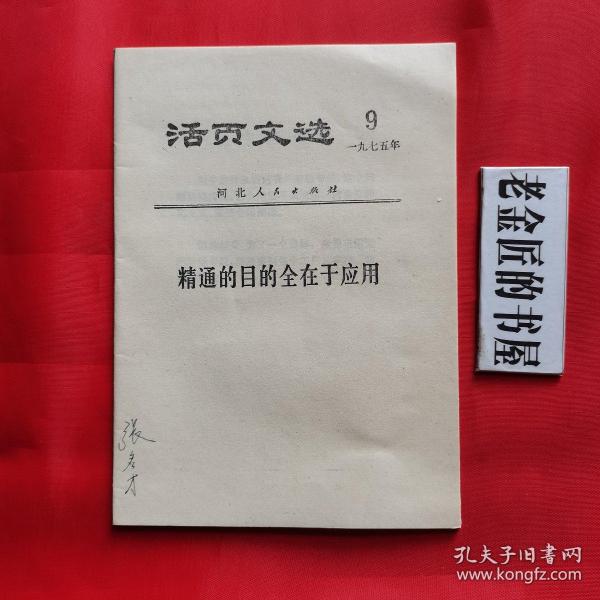 活页文选 9
一九七五年
河北人民出版社
精通的目的全在于应用
張名才
老金匠的书屋
孔夫子旧书网
www.kongfz.com